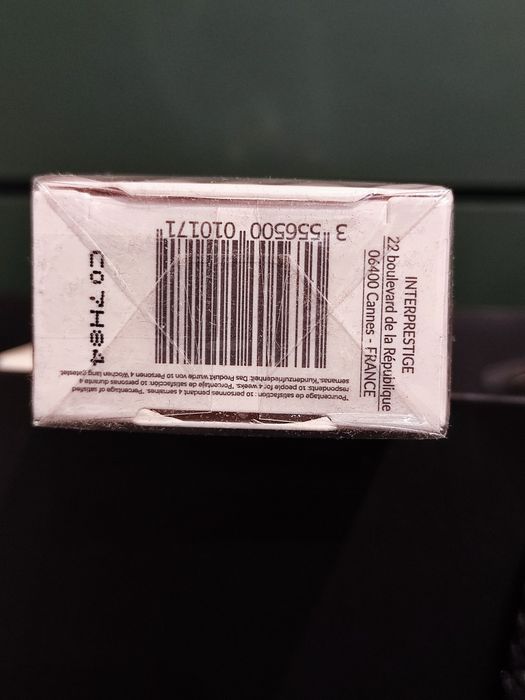 INTERPRESTIGE
22 boulevard de la République
06400 Cannes - FRANCE
*Pourcentage de satisfaction: 10 personnes pendant 4 semaines. *Percentage of satisfied
respondents: 10 people for 4 weeks. *Porcentaje de satisfacción: 10 personas durante 4
semanas. *Kundenzufriedenheit: Das Produkt wurde von 10 Personen 4 Wochen lang getestet.
3 556500 010171
C0 7H84